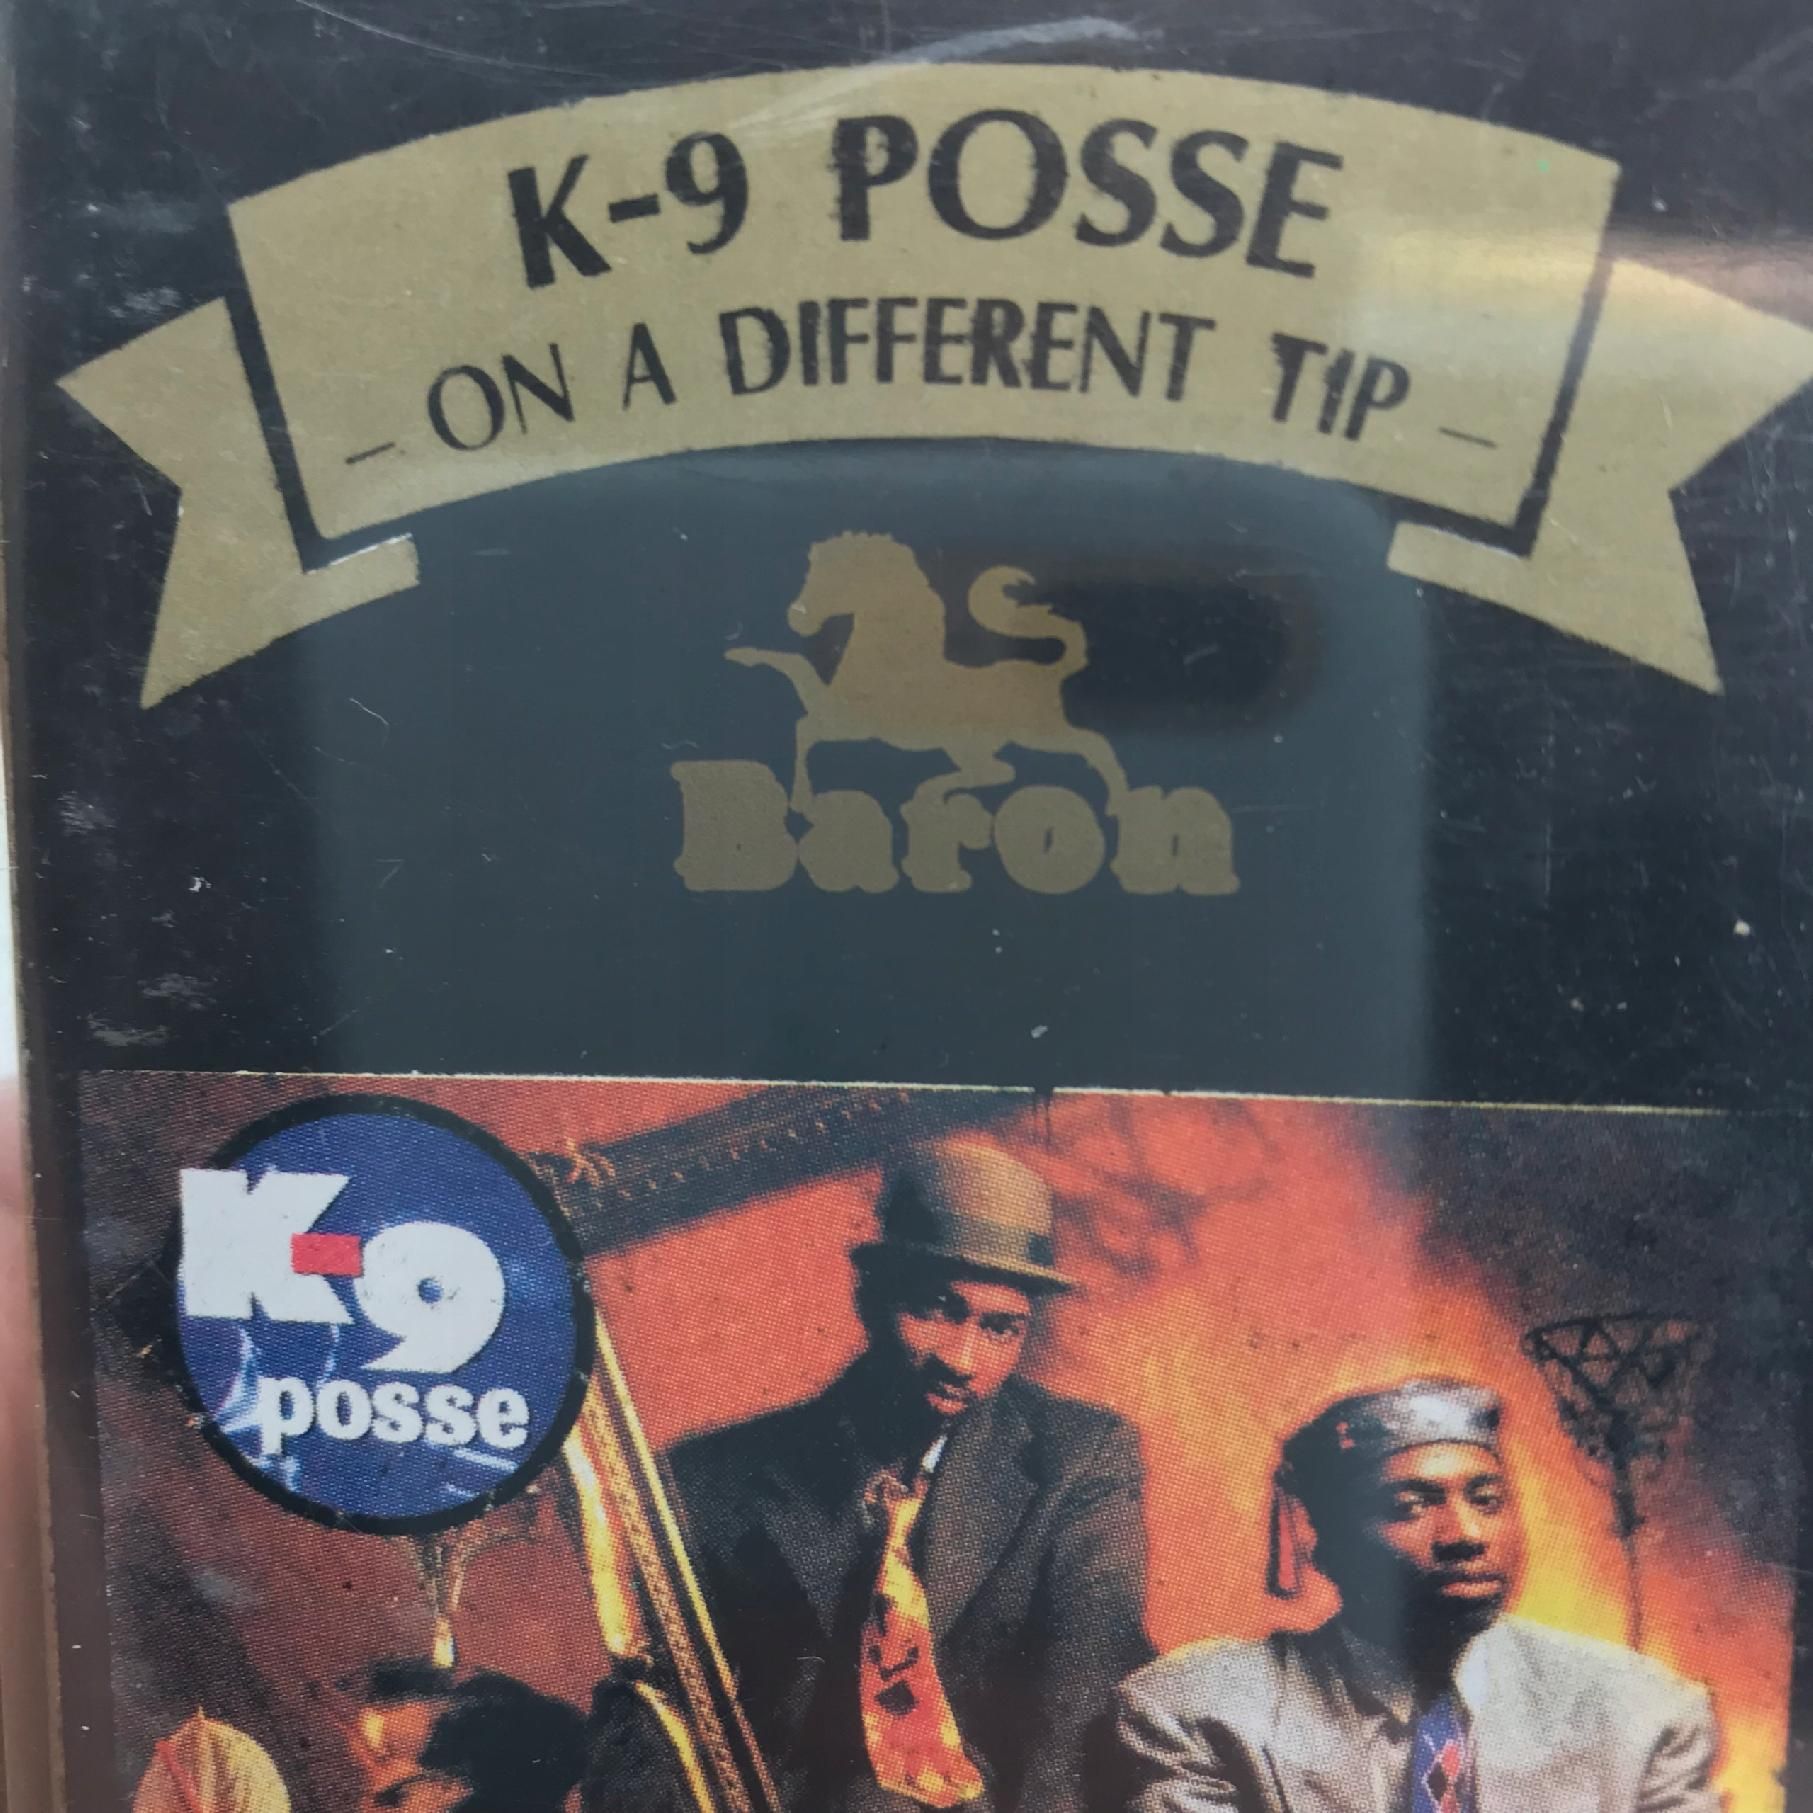 K-9 POSSE
- ON A DIFFERENT TIP -
Baron
K-9
posse